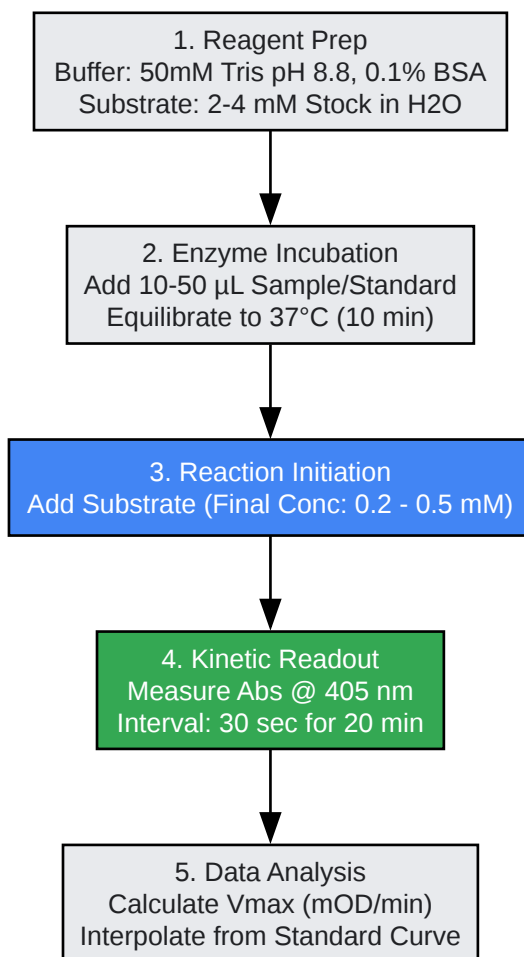 1. Reagent Prep
Buffer: 50mM Tris pH 8.8, 0.1% BSA
Substrate: 2-4 mM Stock in H2O
2. Enzyme Incubation
Add 10-50 µL Sample/Standard
Equilibrate to 37°C (10 min)
3. Reaction Initiation
Add Substrate (Final Conc: 0.2 - 0.5 mM)
4. Kinetic Readout
Measure Abs @ 405 nm
Interval: 30 sec for 20 min
5. Data Analysis
Calculate Vmax (mOD/min)
Interpolate from Standard Curve